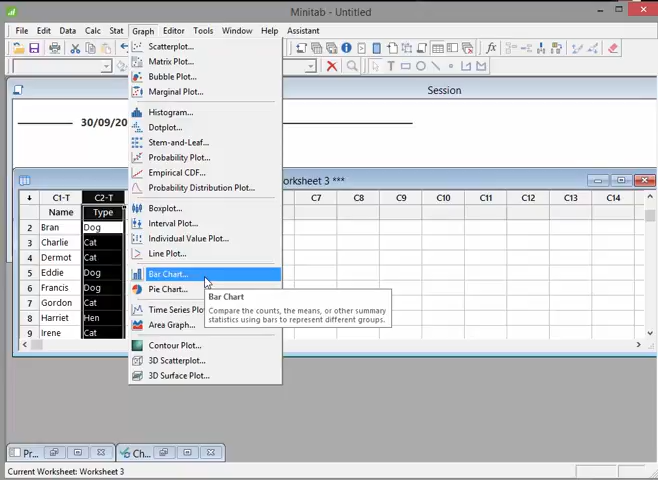 Minitab - Untitled
File Edit Data Calc Stat Graph Editor Tools Window Help Assistant
Session
30/09/20
Scatterplot...
Matrix Plot...
Bubble Plot...
Marginal Plot...
Histogram...
Dotplot...
Stem-and-Leaf...
Probability Plot...
Empirical CDF...
Probability Distribution Plot...
Boxplot...
Interval Plot...
Individual Value Plot...
Line Plot...
Bar Chart...
Pie Chart...
Time Series Plo
Area Graph...
Contour Plot...
3D Scatterplot...
3D Surface Plot...
Bar Chart
Compare the counts, the means, or other summary
statistics using bars to represent different groups.
orksheet 3 ***
C1-T C2-T C7 C8 C9 C10 C11 C12 C13 C14
Name Type
2 Bran Dog
3 Charlie Cat
4 Dermot Cat
5 Eddie Dog
6 Francis Dog
7 Gordon Cat
8 Harriet Hen
9 Irene Cat
Pr... Ch...
Current Worksheet: Worksheet 3